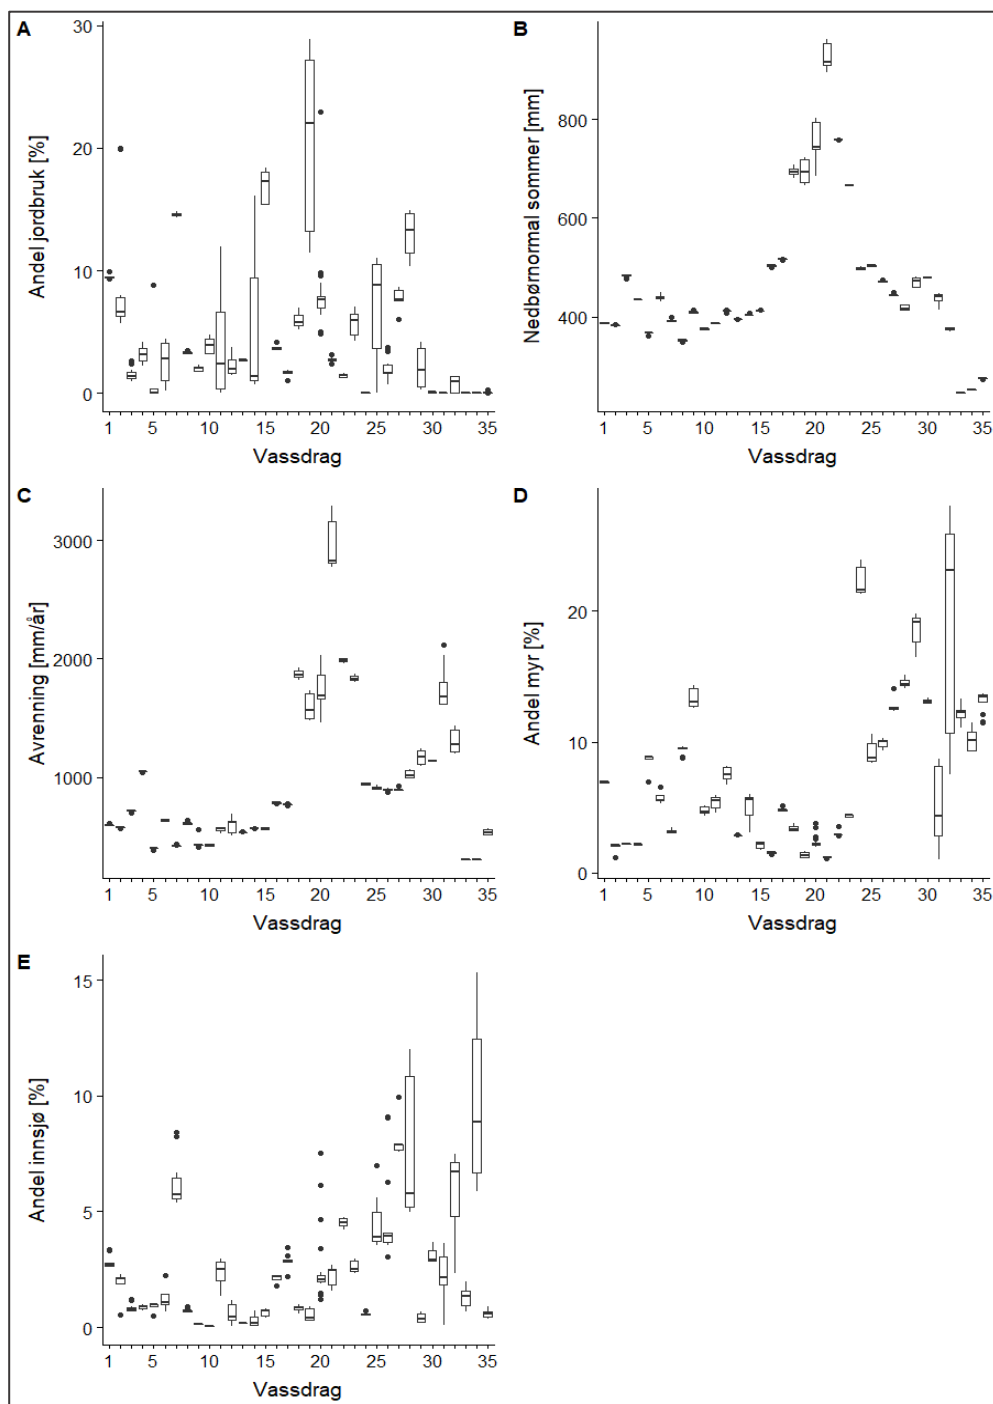 A
Andel jordbruk [%]
30
20
10
0
1 5 10 15 20 25 30 35
Vassdrag
B
Nedbørnormal sommer [mm]
800
600
400
1 5 10 15 20 25 30 35
Vassdrag
C
Avrenning [mm/år]
3000
2000
1000
1 5 10 15 20 25 30 35
Vassdrag
D
Andel myr [%]
20
10
0
1 5 10 15 20 25 30 35
Vassdrag
E
Andel innsjø [%]
15
10
5
0
1 5 10 15 20 25 30 35
Vassdrag